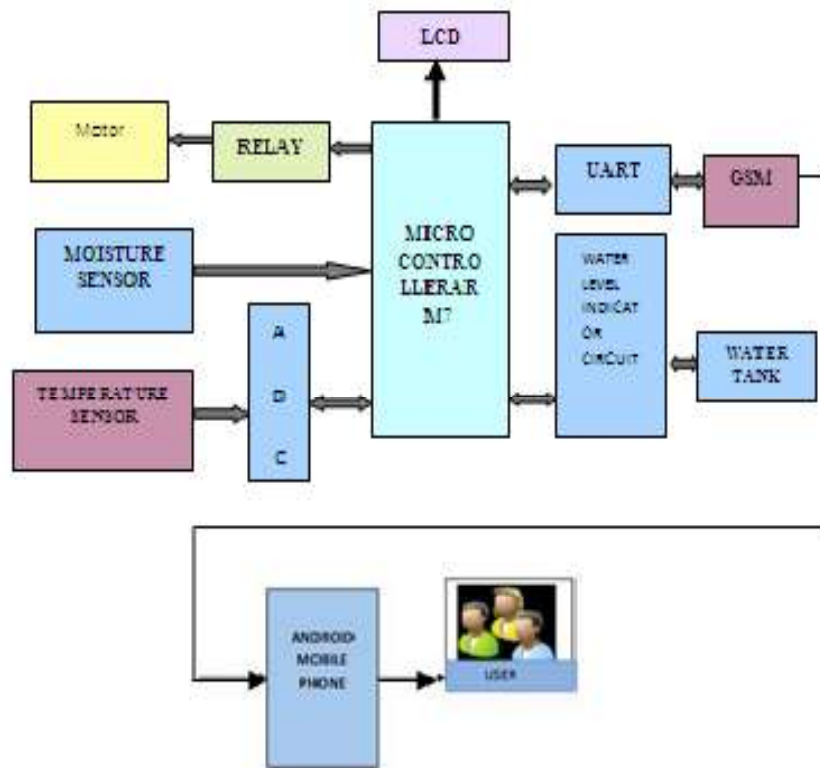 LCD
Motor
RELAY
UART
GSM
MOISTURE
SENSOR
MICRO
CONTRO
LLERAR
M7
WATER
LEVEL
INDICAT
OR
CIRCUIT
WATER
TANK
TEMPERATURE
SENSOR
A
D
C
ANDROID
MOBILE
PHONE
USER